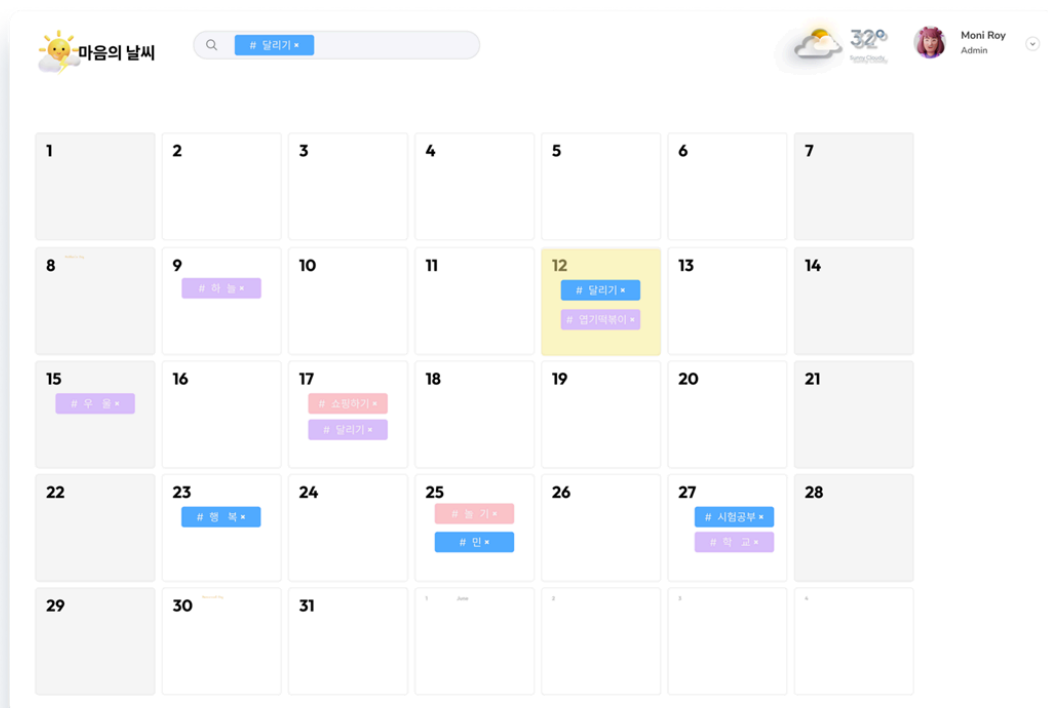 마음의 날씨
# 달리기 ×
32°
Sunny Cloudy
Moni Roy
Admin
1 2 3 4 5 6 7
8 9 10 11 12 13 14
# 하 늘 ×
# 달리기 ×
# 엽기떡볶이 ×
15 16 17 18 19 20 21
# 우 울 ×
# 쇼핑하기 ×
# 달리기 ×
22 23 24 25 26 27 28
# 행 복 ×
# 놀 기 ×
# 민 ×
# 시험공부 ×
# 학 교 ×
29 30 31 1 June 2 3 4